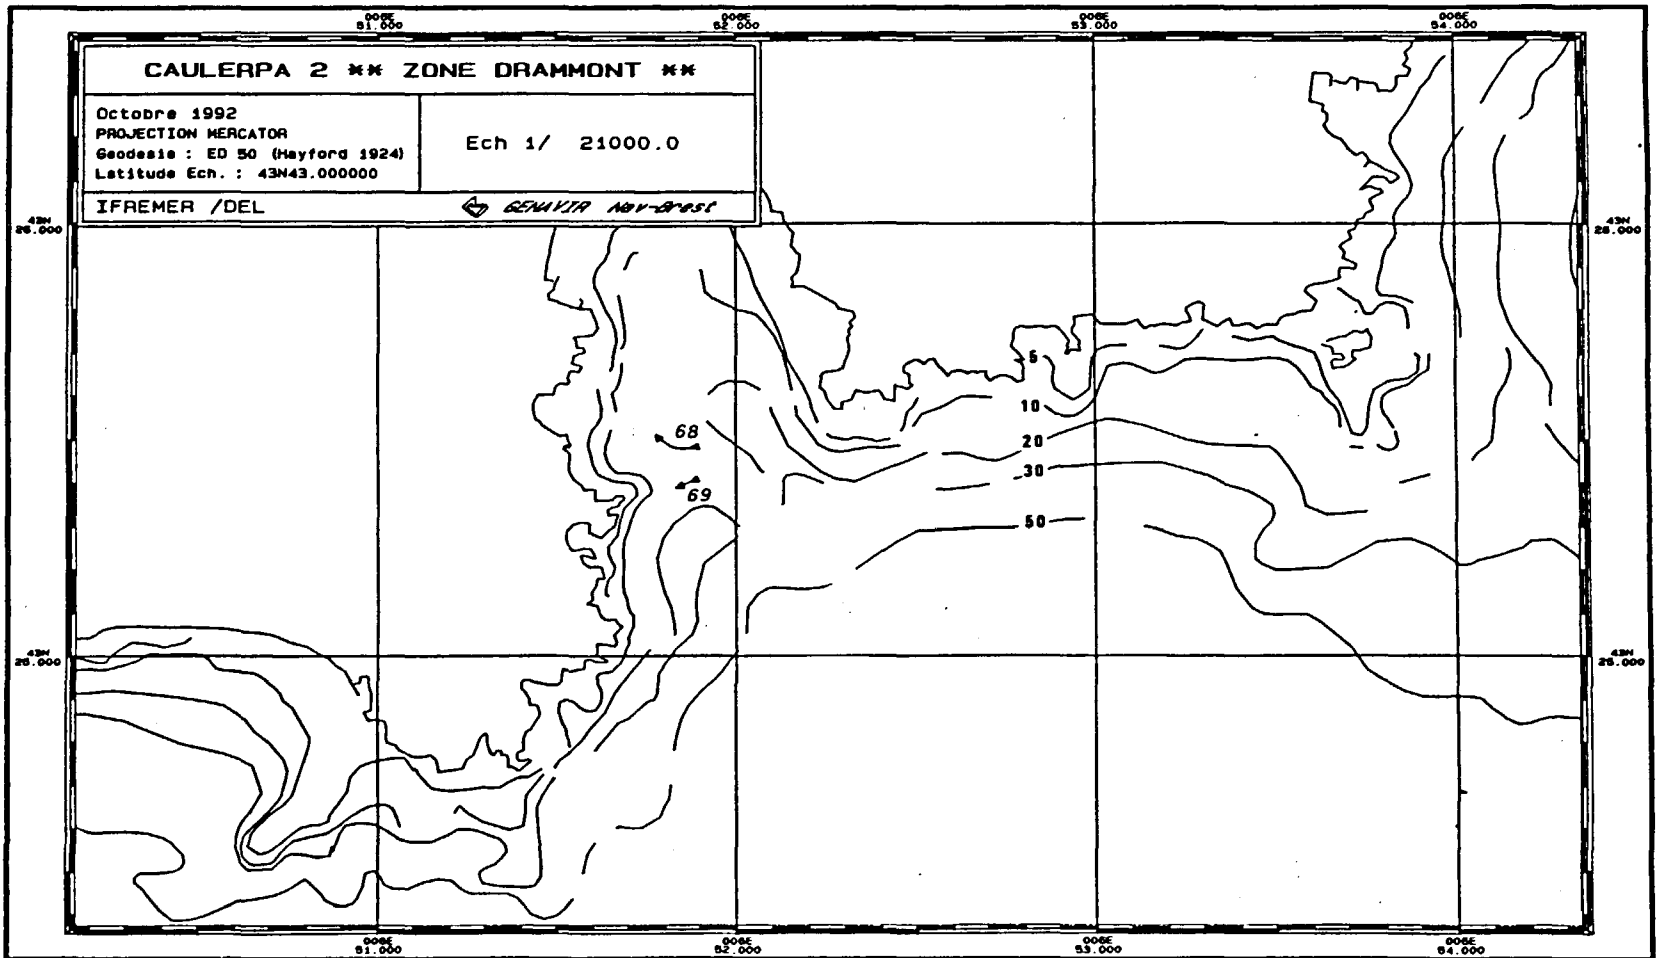 006E 006E 006E 006E
51.000 52.000 53.000 54.000
CAULERPA 2 ** ZONE DRAMMONT **
Octobre 1992
PROJECTION MERCATOR
Geodesie : ED 50 (Hayford 1924)
Latitude Ech. : 43N43.000000
Ech 1/ 21000.0
IFREMER /DEL
GENAVIR Nav-Brest
43N 43N
26.000 26.000
5
10
68
20
30
69
50
43N 43N
25.000 25.000
006E 006E 006E 006E
51.000 52.000 53.000 54.000